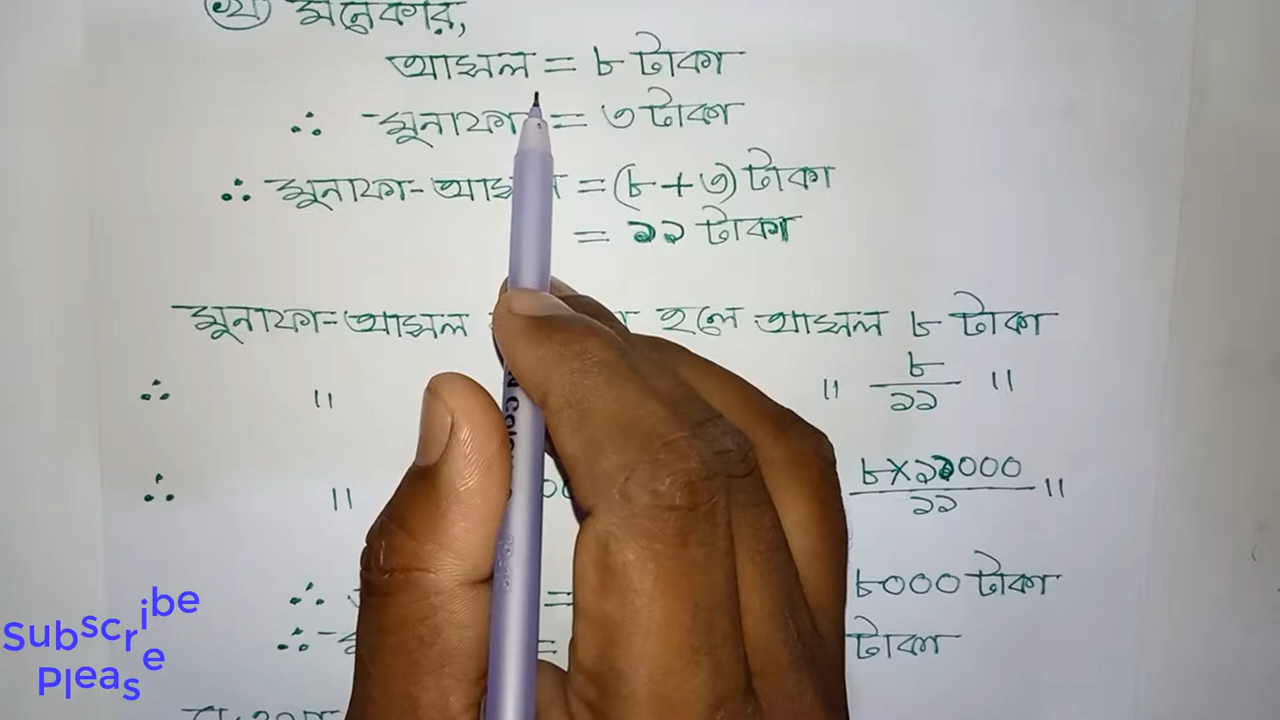 খ মনেকরি,
আসল = ৮ টাকা
∴ মুনাফা = ৩ টাকা
∴ মুনাফা-আসল = (৮+৩) টাকা
= ১১ টাকা
মুনাফা-আসল হলে আসল ৮ টাকা
∴ " " ৮/১১ "
∴ " ৮×১১০০০/১১ "
∴ = ৮০০০ টাকা
∴ = টাকা
Subscribe
Please